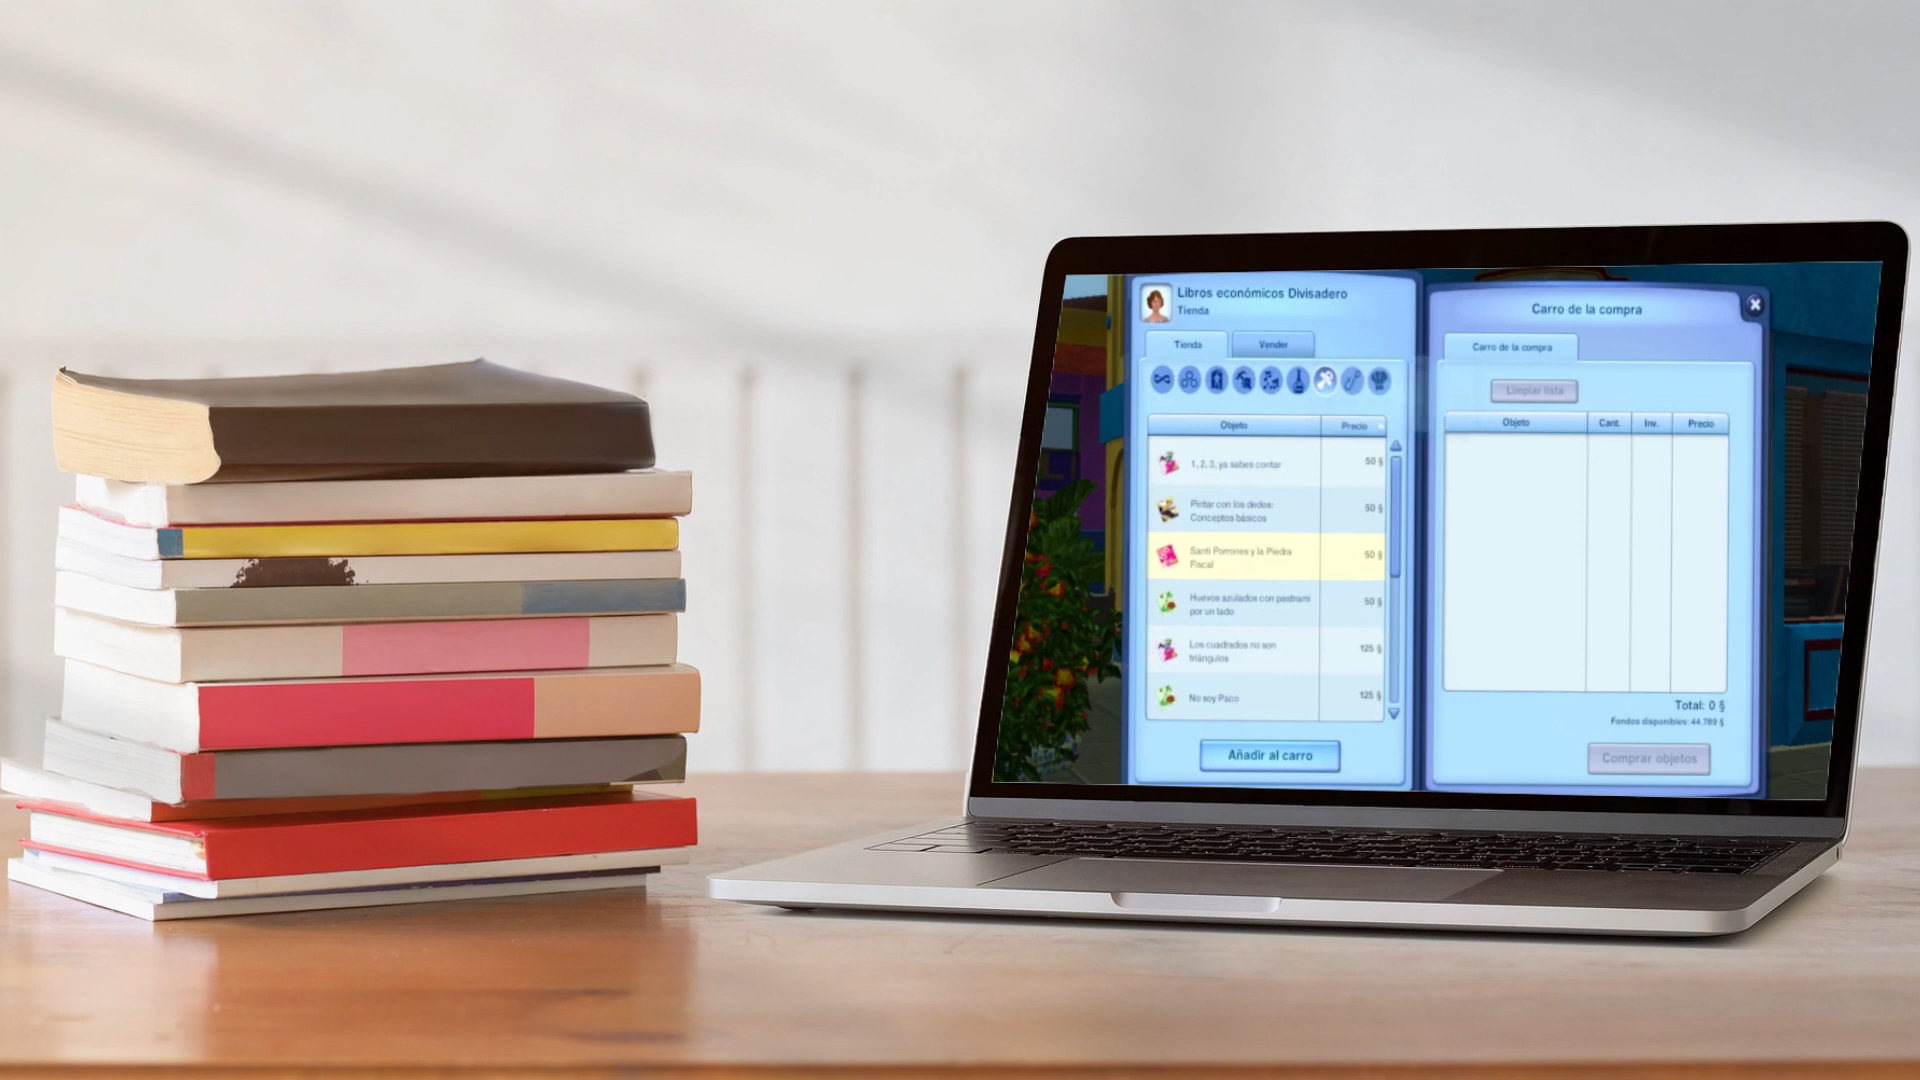 Libros económicos Divisadero
Tienda
Tienda
Vender
Objeto
Precio
1, 2, 3, ya sabes contar
50 §
Pintar con los dedos:
Conceptos básicos
50 §
Santi Porrones y la Piedra
Fiscal
50 §
Huevos azulados con pastrami
por un lado
50 §
Los cuadrados no son
triángulos
125 §
No soy Paco
125 §
Añadir al carro
Carro de la compra
Carro de la compra
Limpiar lista
Objeto
Cant.
Inv.
Precio
Total: 0 §
Fondos disponibles: 44.789 §
Comprar objetos